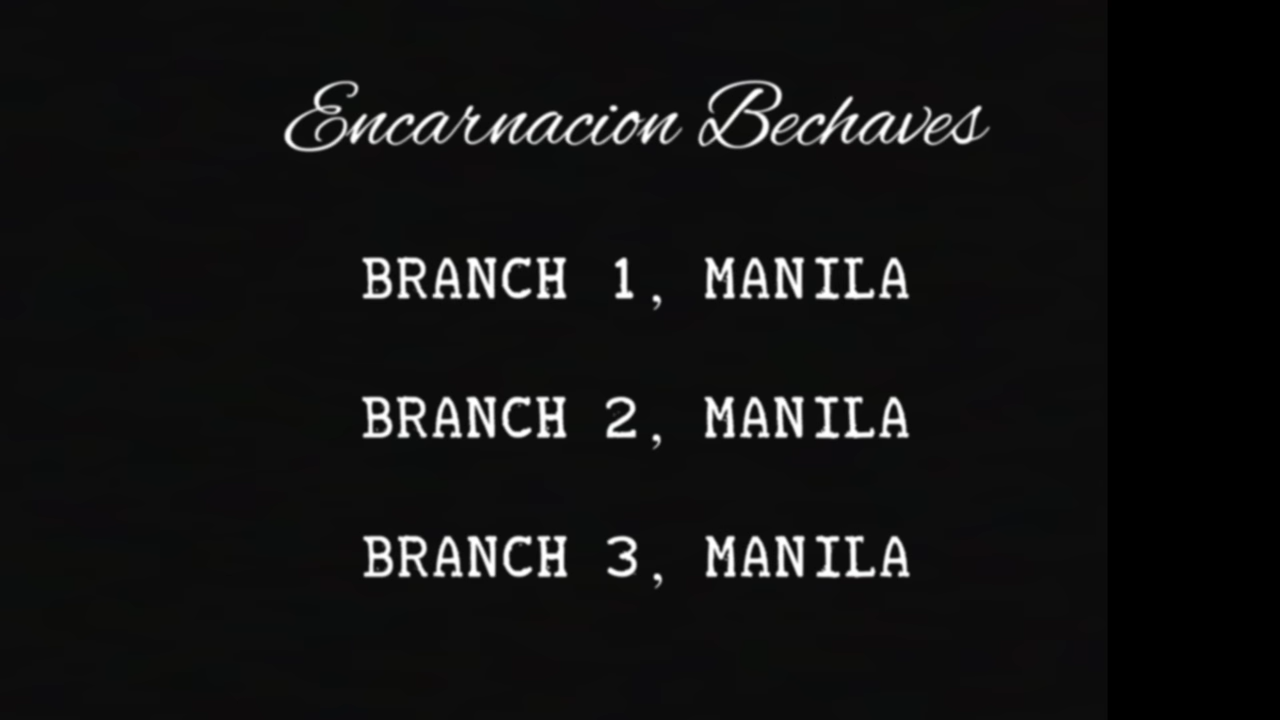 Encarnacion Bechaves
BRANCH 1, MANILA
BRANCH 2, MANILA
BRANCH 3, MANILA